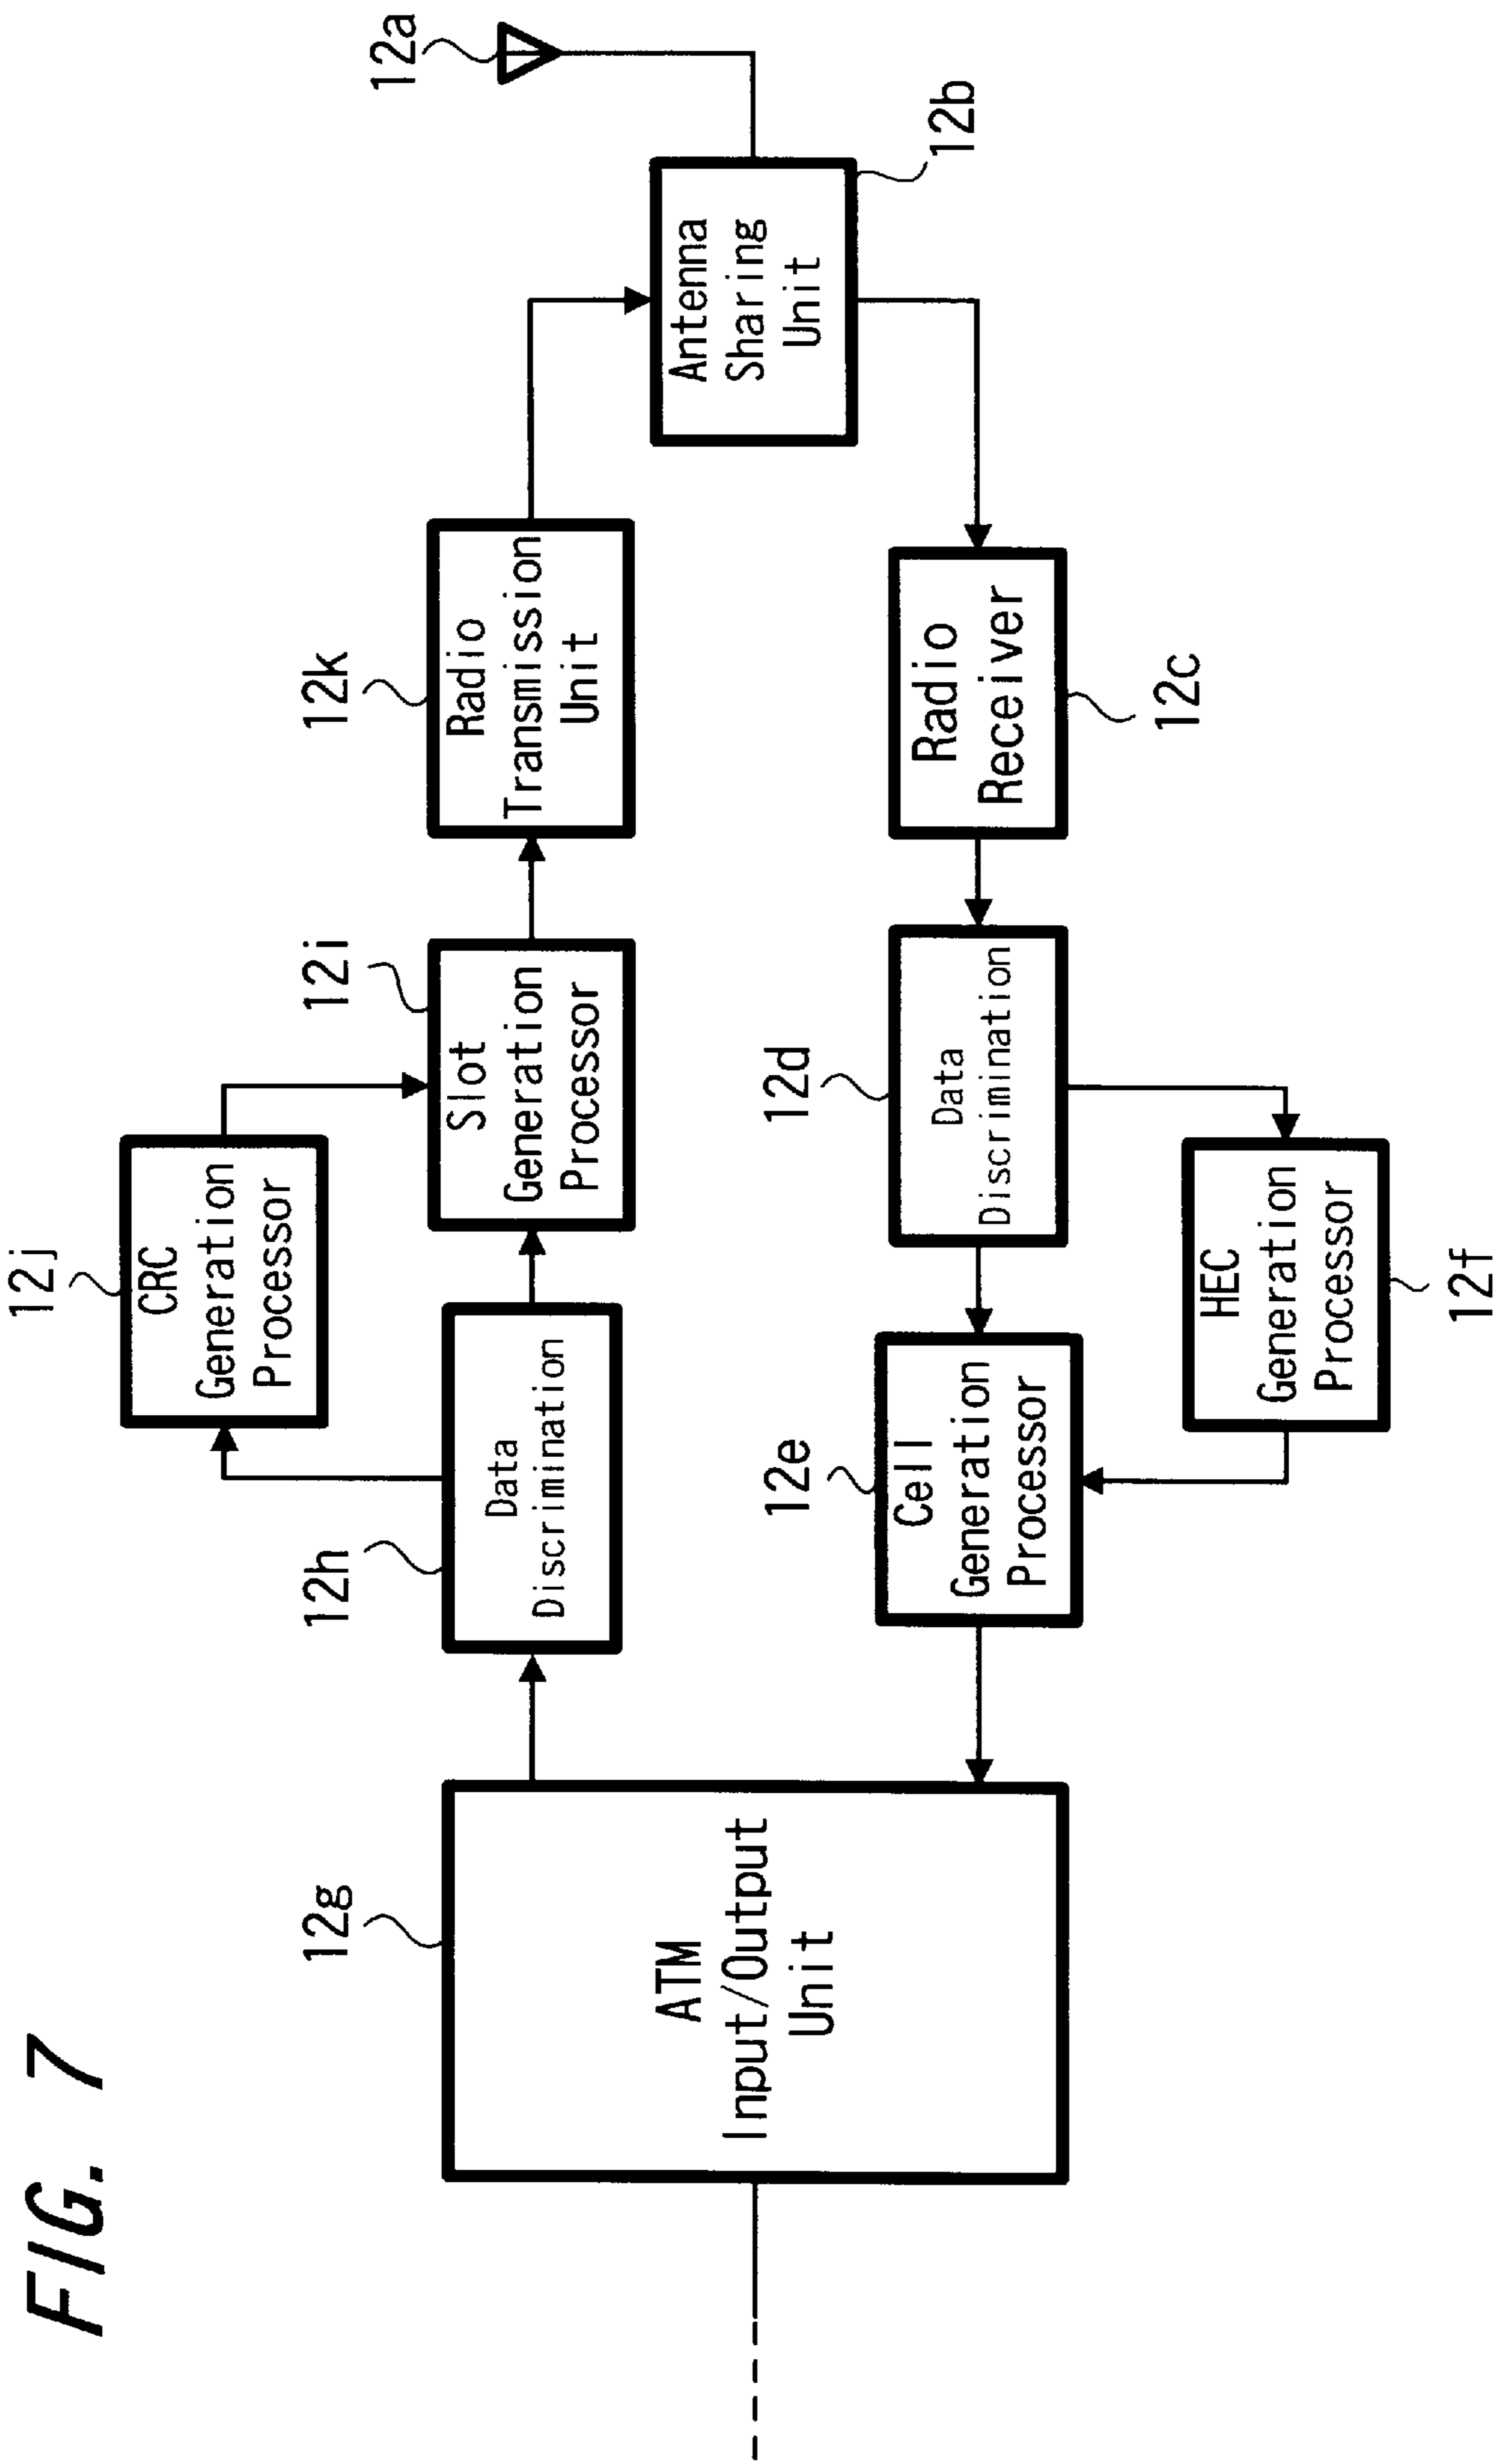 FIG. 7
12j
CRC
Generation
Processor
12g
ATM
Input/Output
Unit
12h
Data
Discrimination
12i
Slot
Generation
Processor
12k
Radio
Transmission
Unit
12a
Antenna
Sharing
Unit
12b
12e
Cell
Generation
Processor
12d
Data
Discrimination
Radio
Receiver
12c
HEC
Generation
Processor
12f